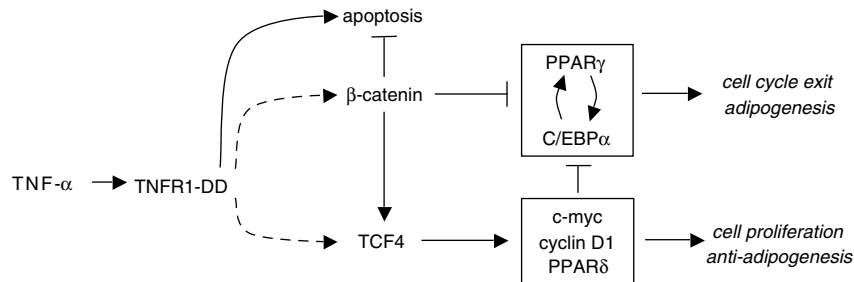 apoptosis
PPARγ
cell cycle exit
adipogenesis
β-catenin
C/EBPα
TNF-α
TNFR1-DD
c-myc
cyclin D1
PPARδ
TCF4
cell proliferation
anti-adipogenesis